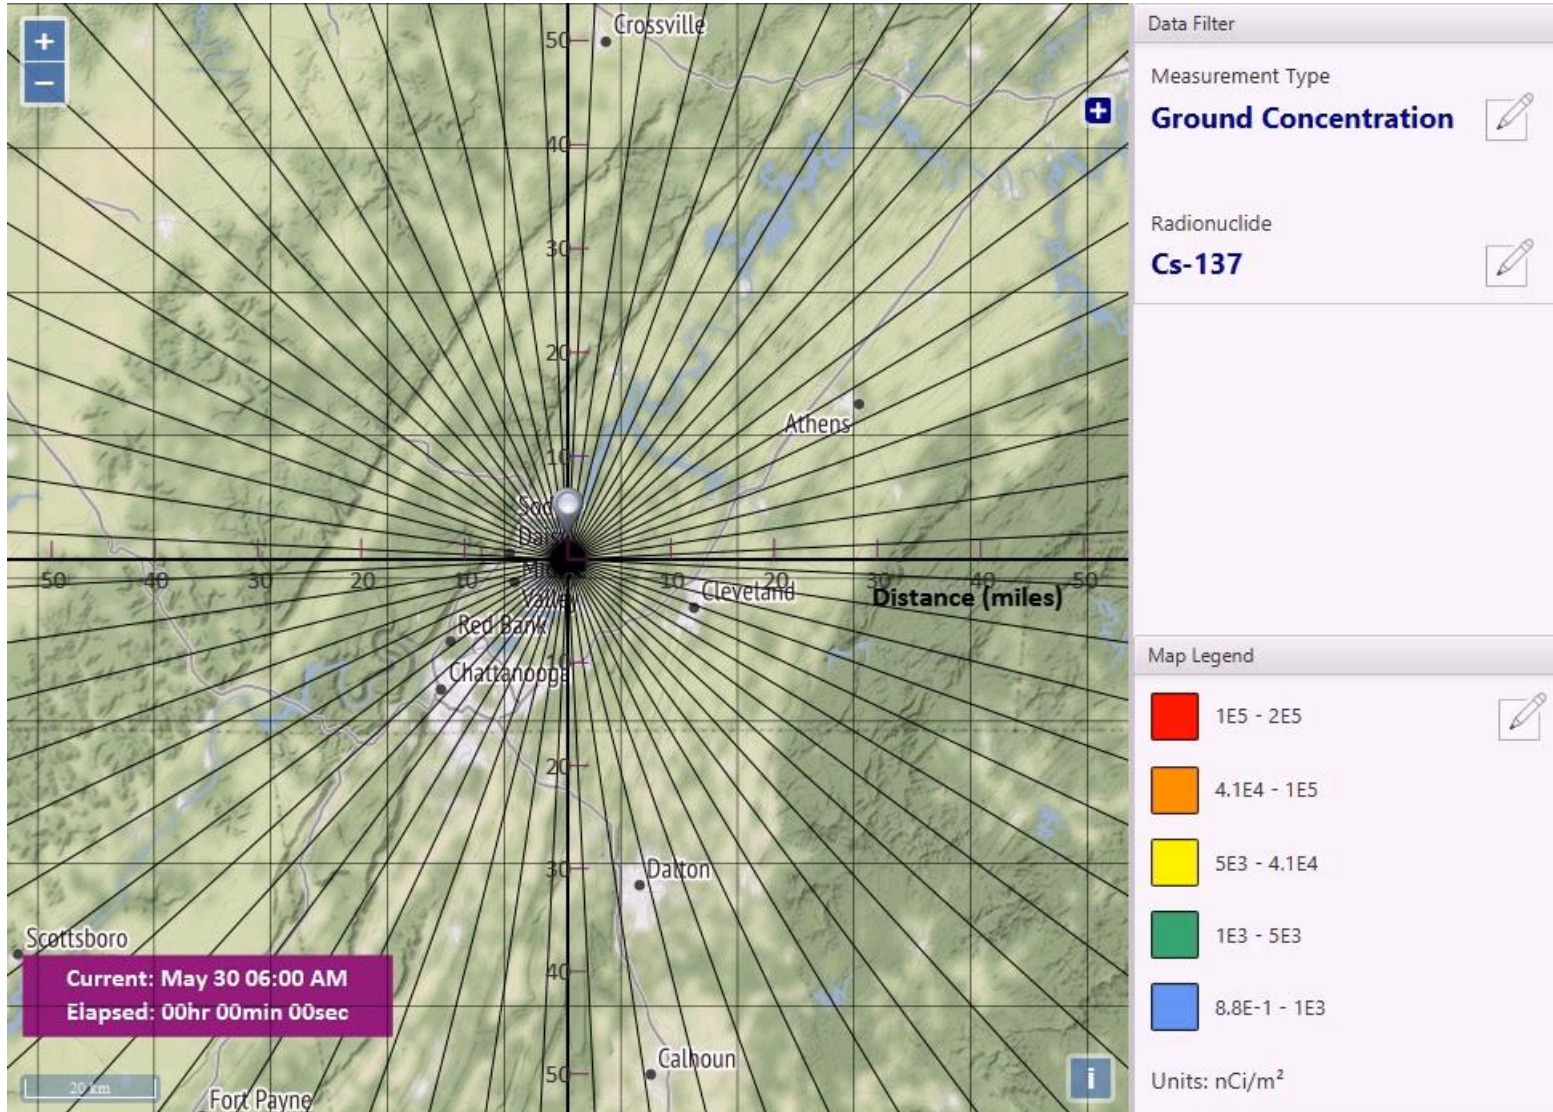 +
−
Crossville
50
40
30
20
10
Athens
50
40
30
20
10
10
20
30
50
Distance (miles)
Cleveland
Red Bank
Chattanooga
10
20
30
Dalton
40
Scottsboro
Current: May 30 06:00 AM
Elapsed: 00hr 00min 00sec
Calhoun
50
20 km
Fort Payne
i
+
Data Filter
Measurement Type
Ground Concentration
Radionuclide
Cs-137
Map Legend
1E5 - 2E5
4.1E4 - 1E5
5E3 - 4.1E4
1E3 - 5E3
8.8E-1 - 1E3
Units: nCi/m²